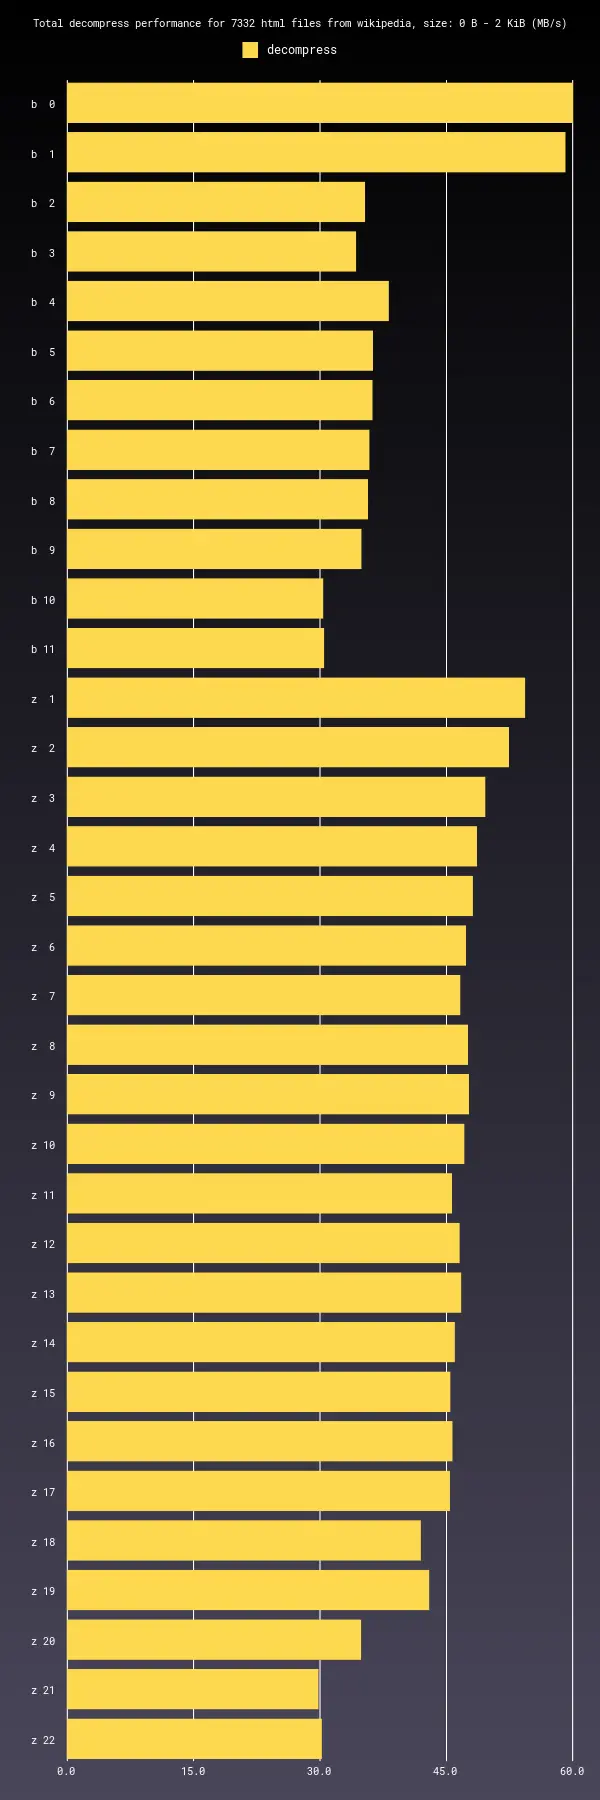 Total decompress performance for 7332 html files from wikipedia, size: 0 B - 2 KiB (MB/s)
decompress
b 0
b 1
b 2
b 3
b 4
b 5
b 6
b 7
b 8
b 9
b 10
b 11
z 1
z 2
z 3
z 4
z 5
z 6
z 7
z 8
z 9
z 10
z 11
z 12
z 13
z 14
z 15
z 16
z 17
z 18
z 19
z 20
z 21
z 22
0.0 15.0 30.0 45.0 60.0